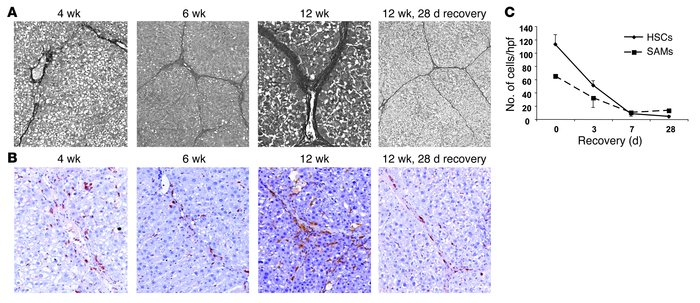 A
4 wk
6 wk
12 wk
12 wk, 28 d recovery
B
4 wk
6 wk
12 wk
12 wk, 28 d recovery
C
140
120
100
80
60
40
20
0
No. of cells/hpf
HSCs
SAMs
0
3
7
28
Recovery (d)